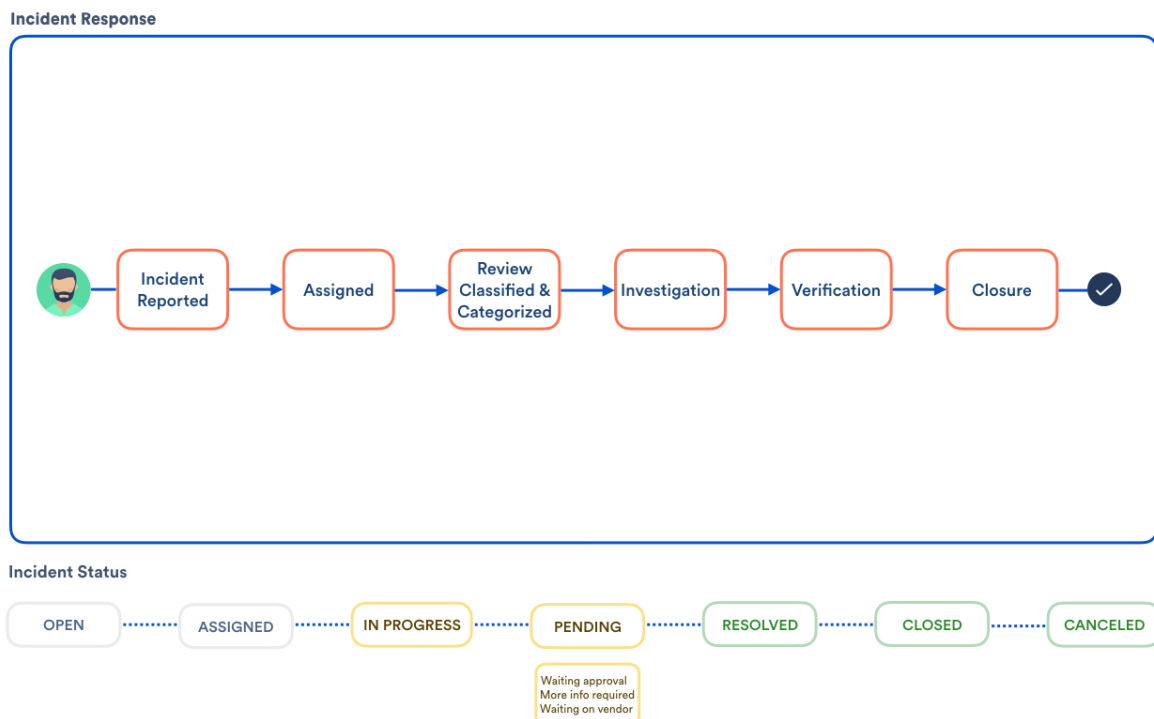 Incident Response
Incident
Reported
Assigned
Review
Classified &
Categorized
Investigation
Verification
Closure
Incident Status
OPEN
ASSIGNED
IN PROGRESS
PENDING
RESOLVED
CLOSED
CANCELED
Waiting approval
More info required
Waiting on vendor